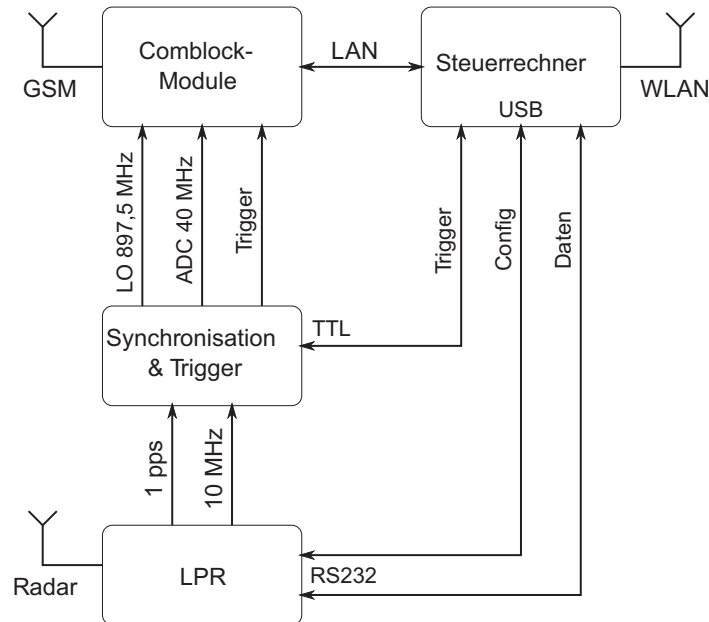 Comblock-
Module
GSM
LAN
Steuerrechner
USB
WLAN
LO 897,5 MHz
ADC 40 MHz
Trigger
Trigger
Config
Daten
Synchronisation
& Trigger
TTL
1 pps
10 MHz
Radar
LPR
RS232